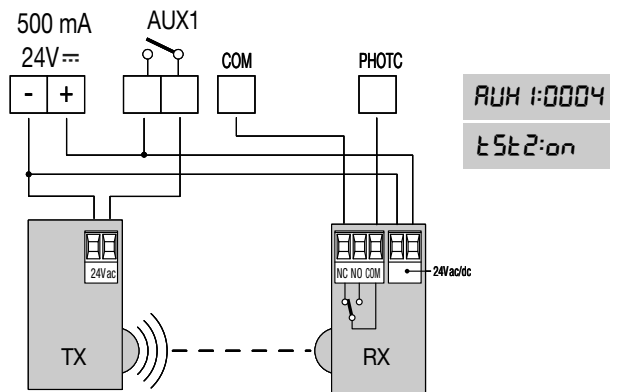 500 mA
24V⎓
AUX1
COM
PHOTC
- +
AUX 1:0004
tSt2:on
24Vac
NC NO COM
24Vac/dc
TX
RX